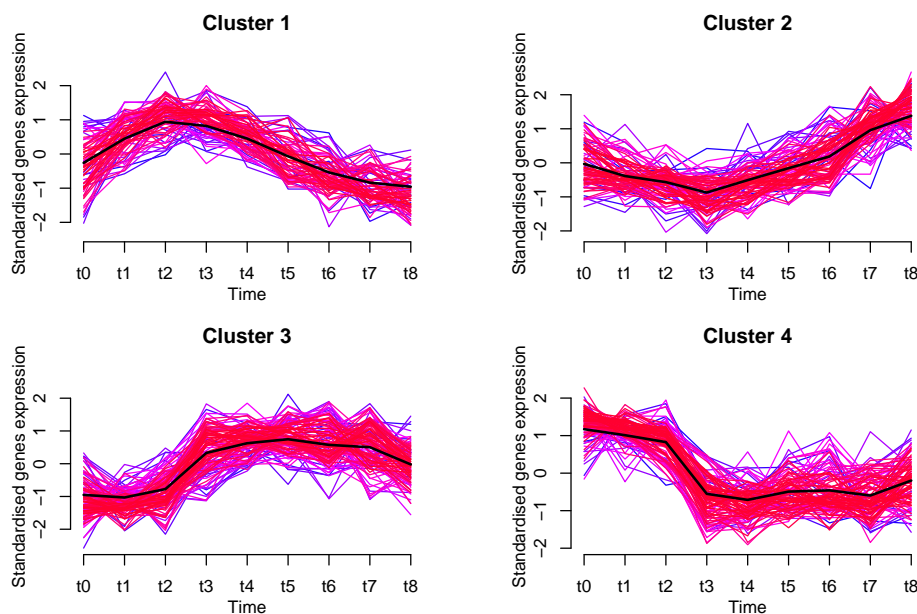 Cluster 1
Standardised genes expression
2
1
0
−1
−2
t0 t1 t2 t3 t4 t5 t6 t7 t8
Time
Cluster 2
Standardised genes expression
2
1
0
−1
−2
t0 t1 t2 t3 t4 t5 t6 t7 t8
Time
Cluster 3
Standardised genes expression
2
1
0
−1
−2
t0 t1 t2 t3 t4 t5 t6 t7 t8
Time
Cluster 4
Standardised genes expression
2
1
0
−1
−2
t0 t1 t2 t3 t4 t5 t6 t7 t8
Time